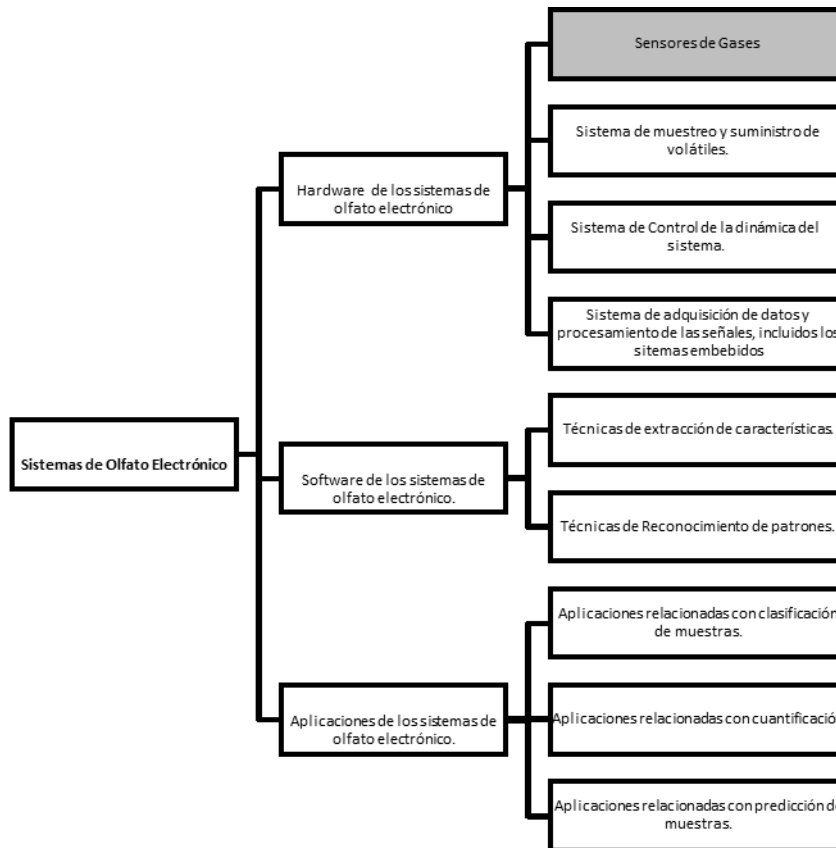 Sensores de Gases
Sistema de muestreo y suministro de
volátiles.
Hardware de los sistemas de
olfato electrónico
Sistema de Control de la dinámica del
sistema.
Sistema de adquisición de datos y
procesamiento de las señales, incluidos los
sitemas embebidos
Sistemas de Olfato Electrónico
Técnicas de extracción de características.
Software de los sistemas de
olfato electrónico.
Técnicas de Reconocimiento de patrones.
Aplicaciones relacionadas con clasificación
de muestras.
Aplicaciones de los sistemas de
olfato electrónico.
Aplicaciones relacionadas con cuantificació
Aplicaciones relacionadas con predicción de
muestras.